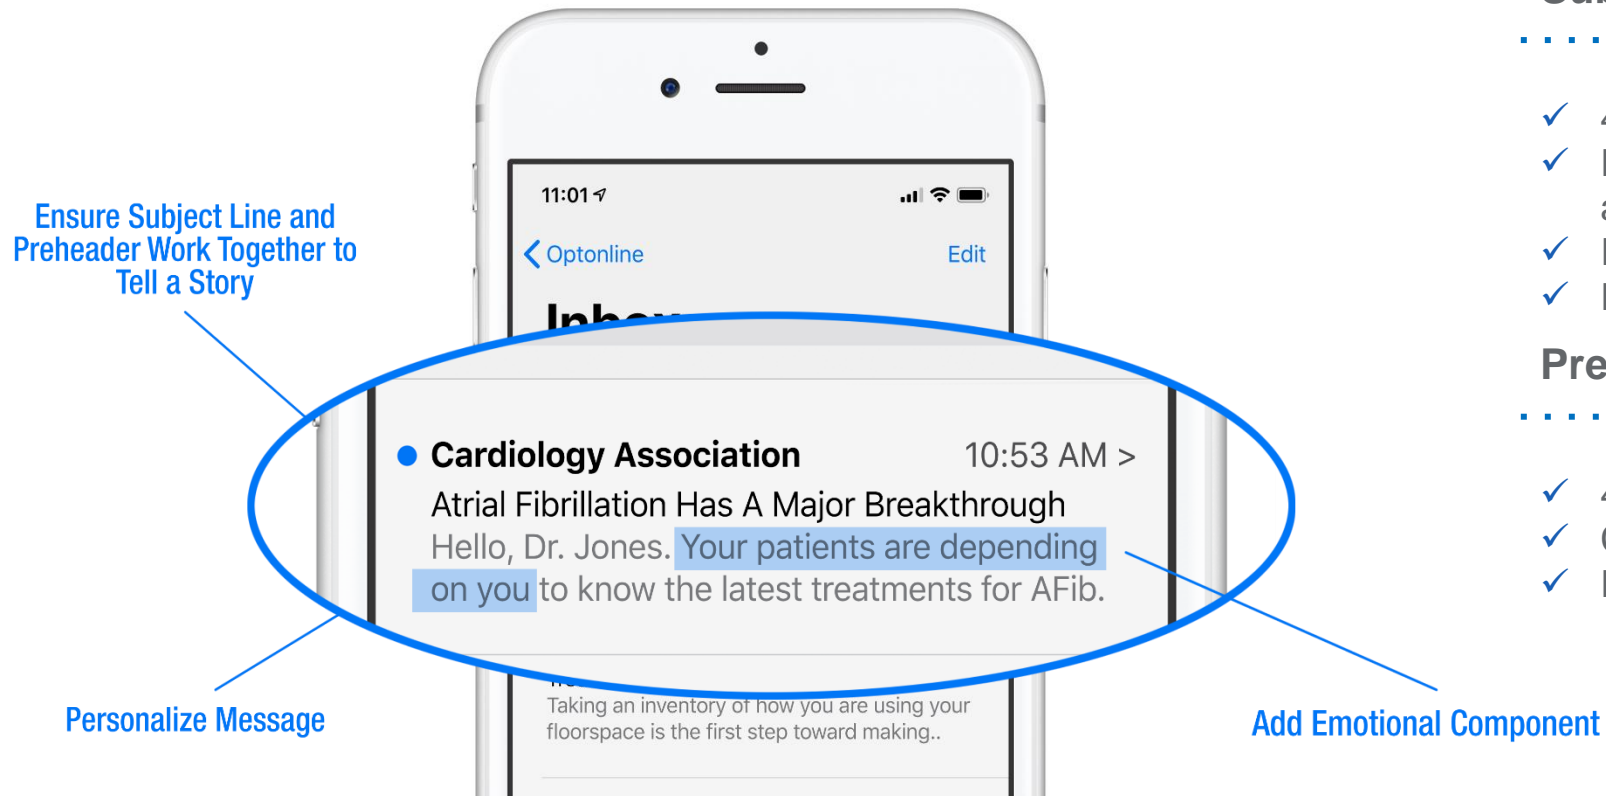 11:01
Optonline
Edit
Inbox
Ensure Subject Line and
Preheader Work Together to
Tell a Story
Cardiology Association
10:53 AM >
Atrial Fibrillation Has A Major Breakthrough
Hello, Dr. Jones. Your patients are depending
on you to know the latest treatments for AFib.
Taking an inventory of how you are using your
floorspace is the first step toward making..
Personalize Message
Add Emotional Component
Pre